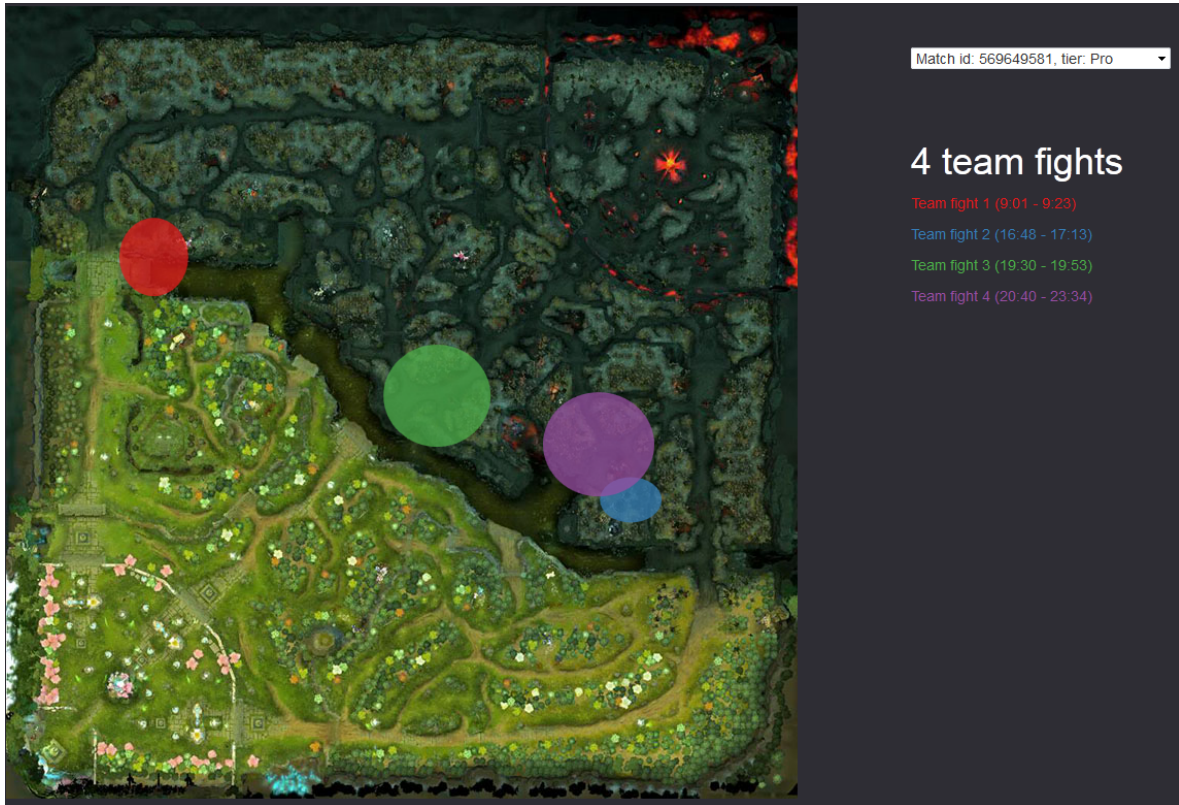 Match id: 569649581, tier: Pro
4 team fights
Team fight 1 (9:01 - 9:23)
Team fight 2 (16:48 - 17:13)
Team fight 3 (19:30 - 19:53)
Team fight 4 (20:40 - 23:34)